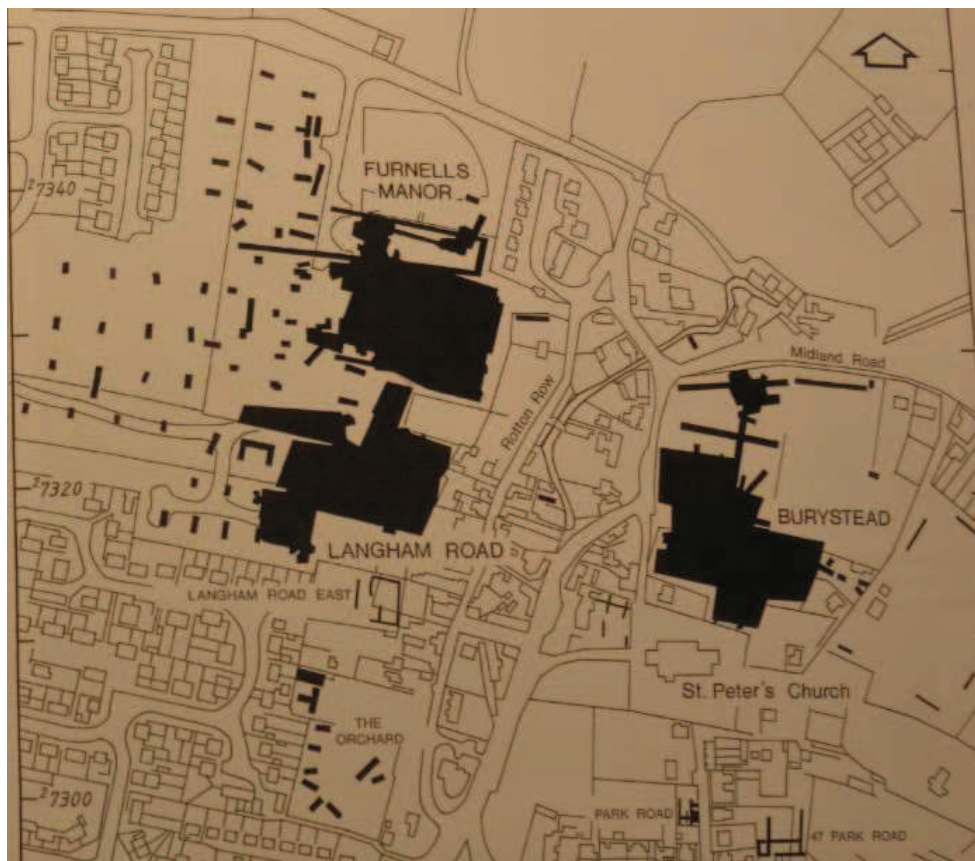 FURNELLS
MANOR
²7340
Midland Road
Rotton Row
²7320
BURYSTEAD
LANGHAM ROAD
LANGHAM ROAD EAST
St. Peter's Church
THE
ORCHARD
²7300
PARK ROAD
47 PARK ROAD